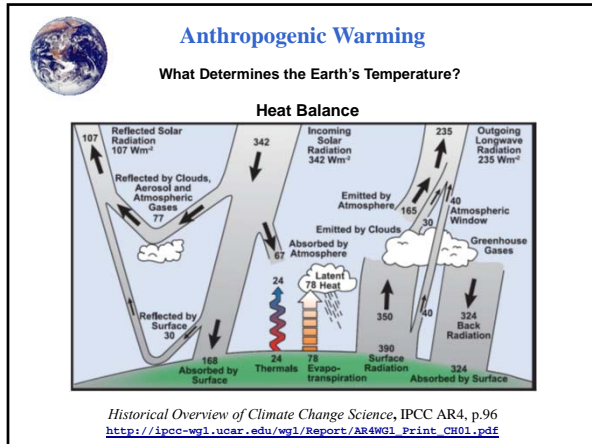 Anthropogenic Warming
What Determines the Earth's Temperature?
Heat Balance
107
Reflected Solar
Radiation
107 Wm-2
342
Incoming
Solar
Radiation
342 Wm-2
235
Outgoing
Longwave
Radiation
235 Wm-2
Reflected by Clouds,
Aerosol and
Atmospheric
Gases
77
Emitted by
Atmosphere
165
40
Atmospheric
Window
Emitted by Clouds
30
Greenhouse
Gases
67
Absorbed by
Atmosphere
24
Latent
78 Heat
Reflected by
Surface
30
350
40
324
Back
Radiation
168
Absorbed by
Surface
24
Thermals
78
Evapo-
transpiration
390
Surface
Radiation
324
Absorbed by Surface
Historical Overview of Climate Change Science, IPCC AR4, p.96
http://ipcc-wg1.ucar.edu/wg1/Report/AR4WG1_Print_CH01.pdf